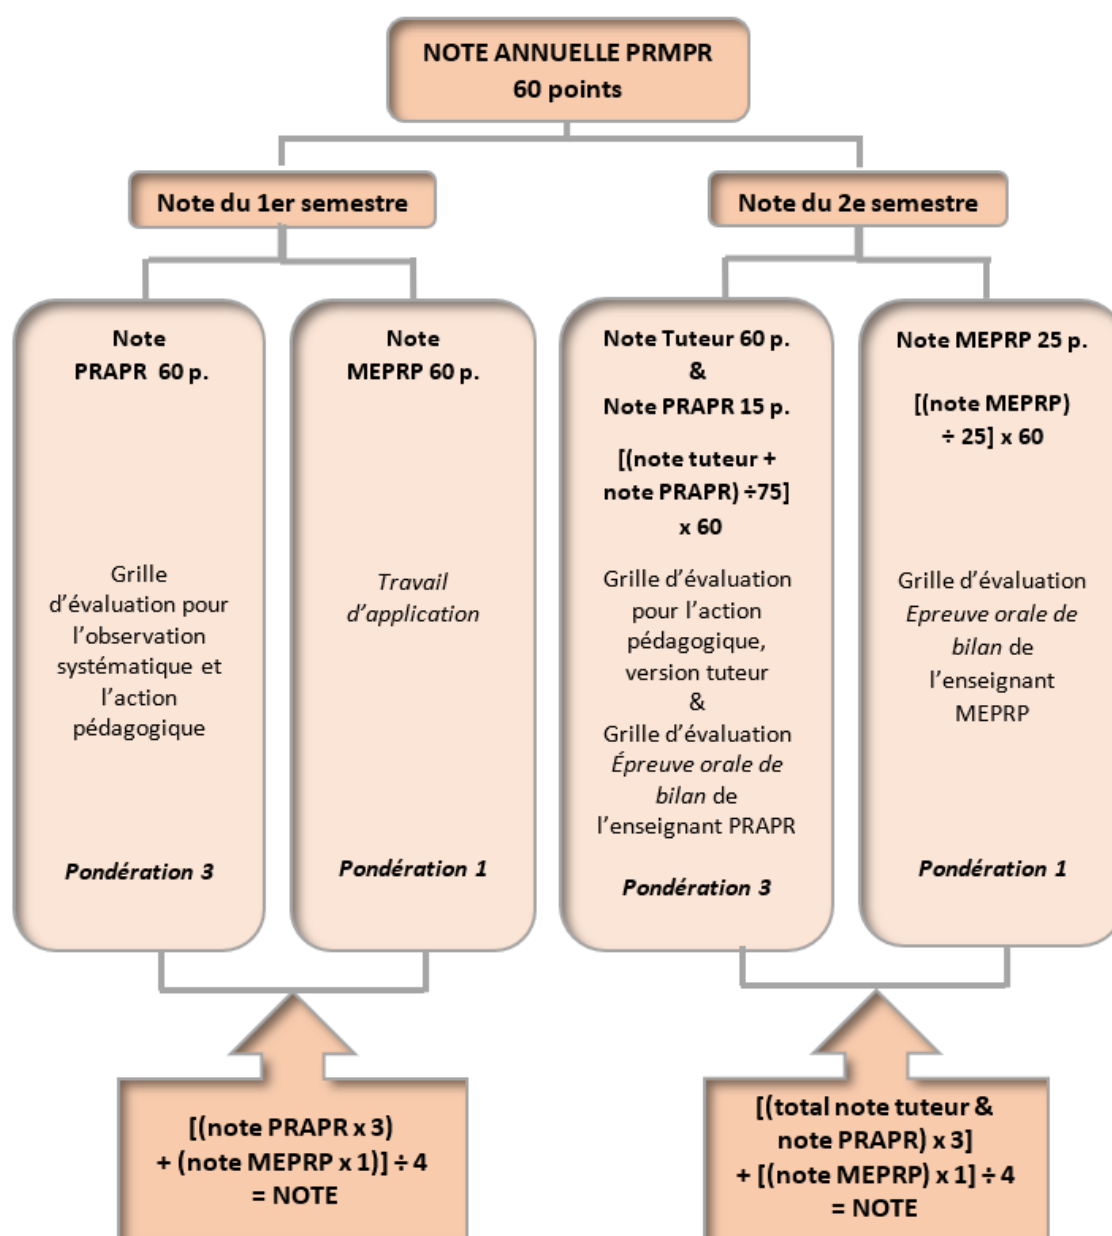 NOTE ANNUELLE PRMPR
60 points
Note du 1er semestre
Note du 2e semestre
Note
PRAPR 60 p.
Grille
d'évaluation pour
l'observation
systématique et
l'action
pédagogique
Pondération 3
Note
MEPRP 60 p.
Travail
d'application
Pondération 1
Note Tuteur 60 p.
&
Note PRAPR 15 p.
[(note tuteur +
note PRAPR) ÷75]
x 60
Grille d'évaluation
pour l'action
pédagogique,
version tuteur
&
Grille d'évaluation
Épreuve orale de
bilan de
l'enseignant PRAPR
Pondération 3
Note MEPRP 25 p.
[(note MEPRP)
÷ 25] x 60
Grille d'évaluation
Epreuve orale de
bilan de
l'enseignant
MEPRP
Pondération 1
[(note PRAPR x 3)
+ (note MEPRP x 1)] ÷ 4
= NOTE
[(total note tuteur &
note PRAPR) x 3]
+ [(note MEPRP) x 1] ÷ 4
= NOTE